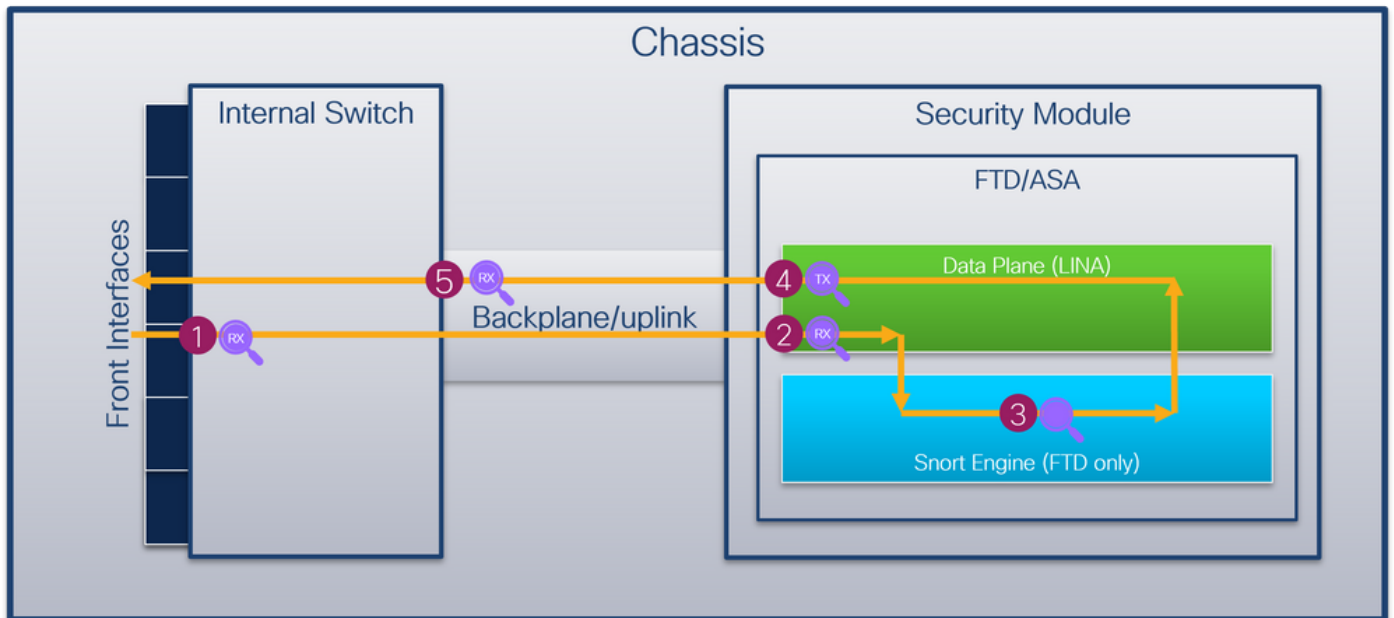 Chassis
Internal Switch
Security Module
FTD/ASA
Front Interfaces
5 RX
4 TX
Data Plane (LINA)
Backplane/uplink
1 RX
2 RX
3
Snort Engine (FTD only)